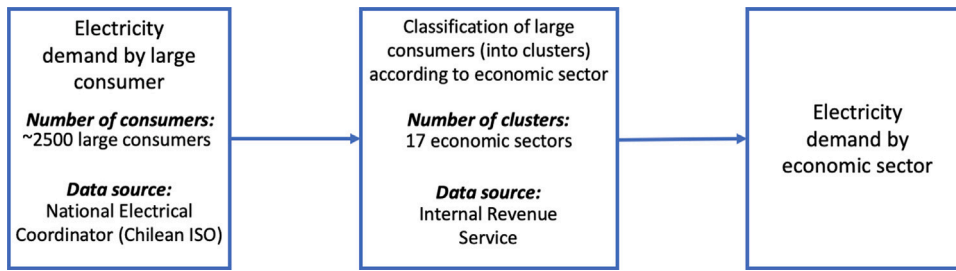 Electricity
demand by large
consumer
Number of consumers:
~2500 large consumers
Data source:
National Electrical
Coordinator (Chilean ISO)
Classification of large
consumers (into clusters)
according to economic sector
Number of clusters:
17 economic sectors
Data source:
Internal Revenue
Service
Electricity
demand by
economic sector